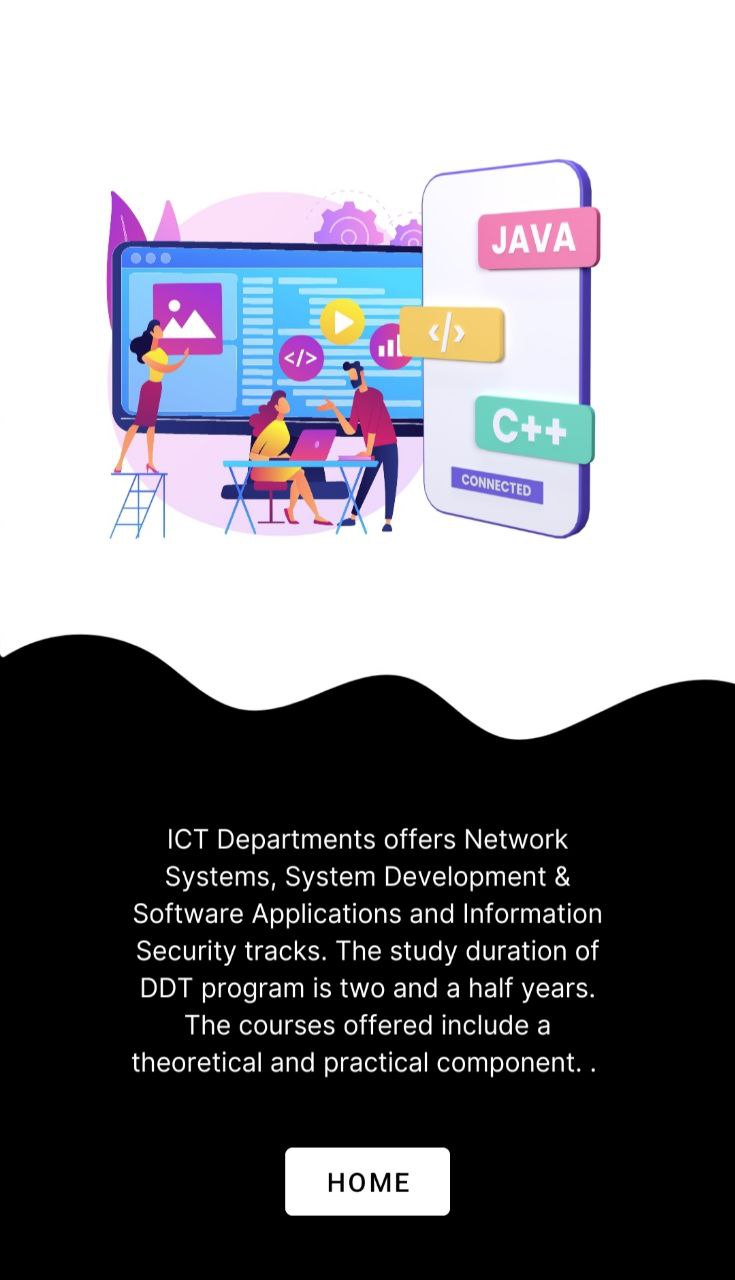 JAVA
</>
</>
C++
CONNECTED
ICT Departments offers Network
Systems, System Development &
Software Applications and Information
Security tracks. The study duration of
DDT program is two and a half years.
The courses offered include a
theoretical and practical component. .
HOME